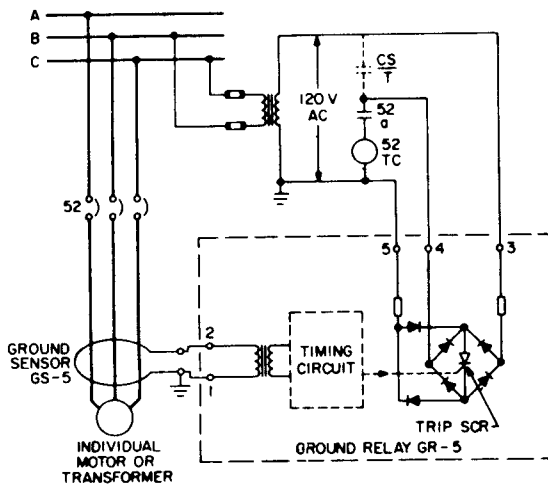 A
B
C
120 V
AC
CS
T
52
a
52
TC
52
5
4
3
GROUND
SENSOR
GS-5
2
1
TIMING
CIRCUIT
TRIP SCR
INDIVIDUAL
MOTOR OR
TRANSFORMER
GROUND RELAY GR-5